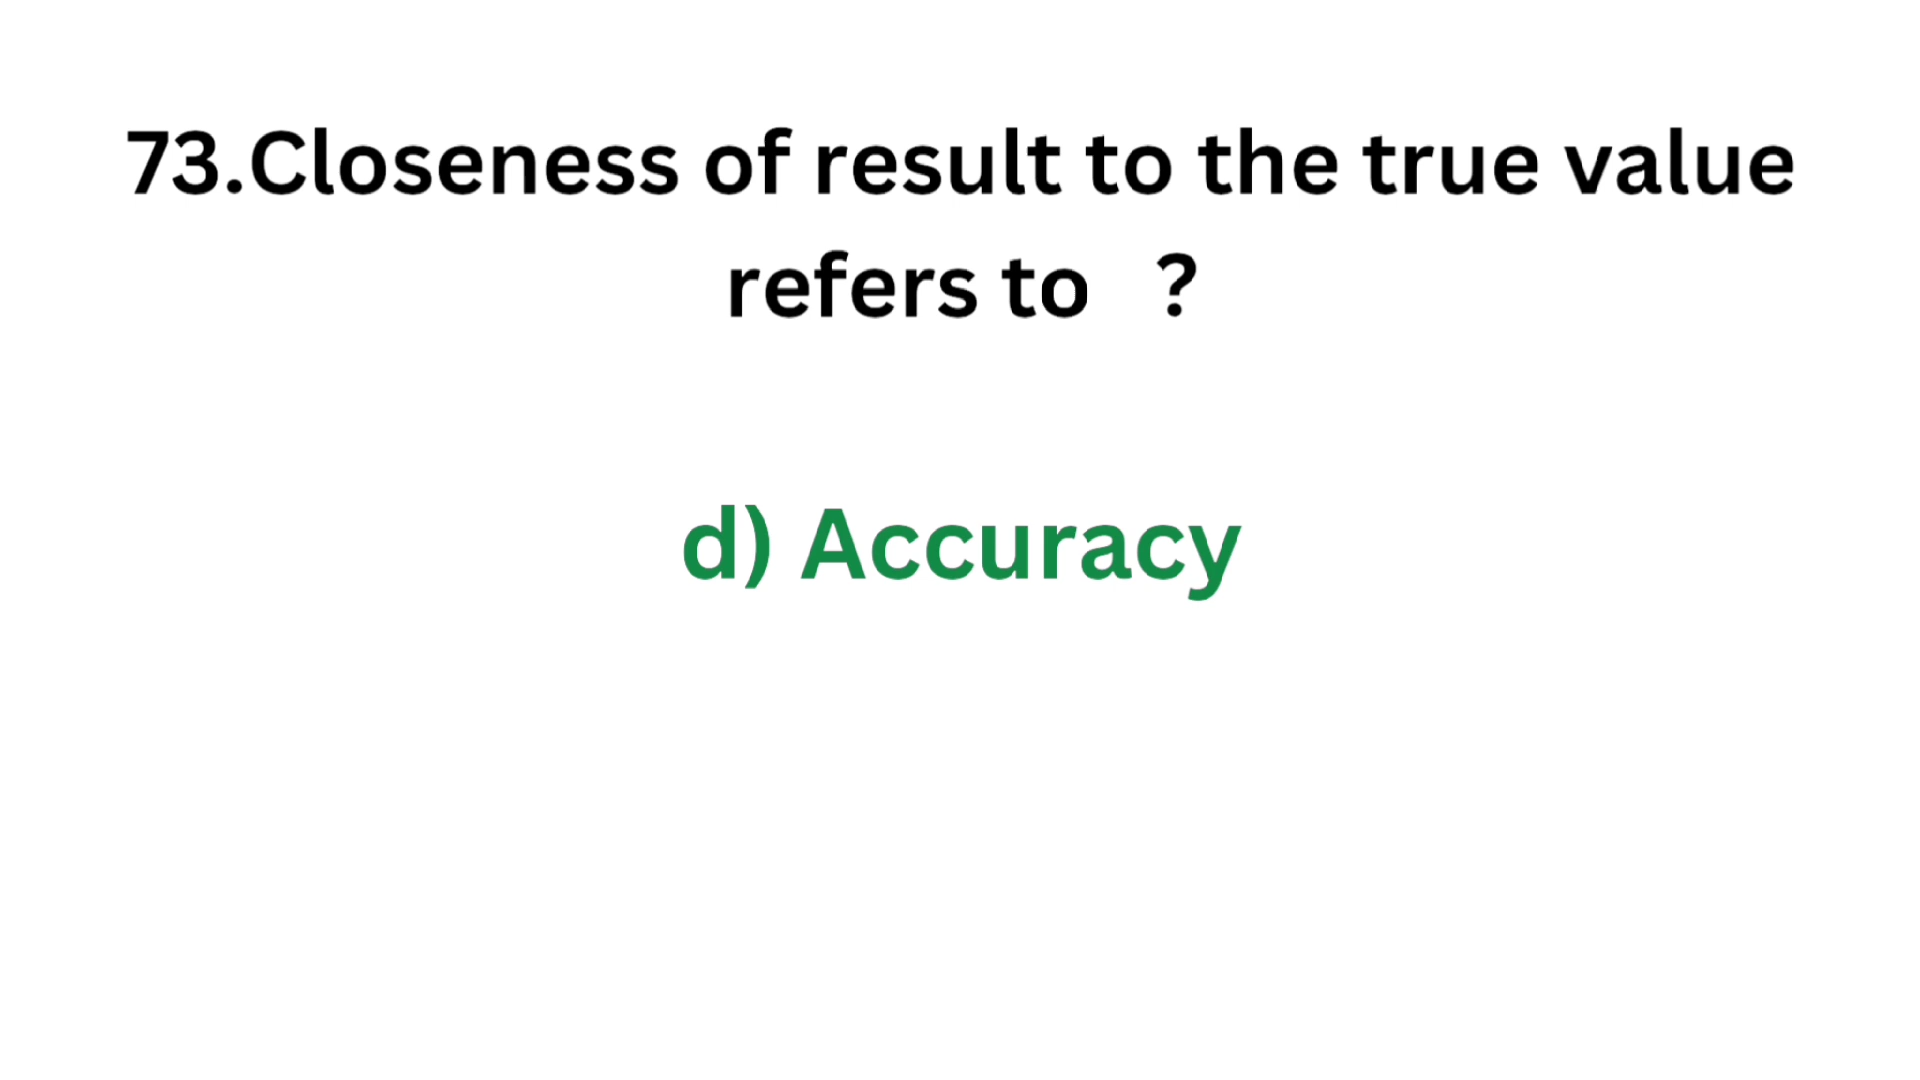 73.Closeness of result to the true value
refers to ?
d) Accuracy